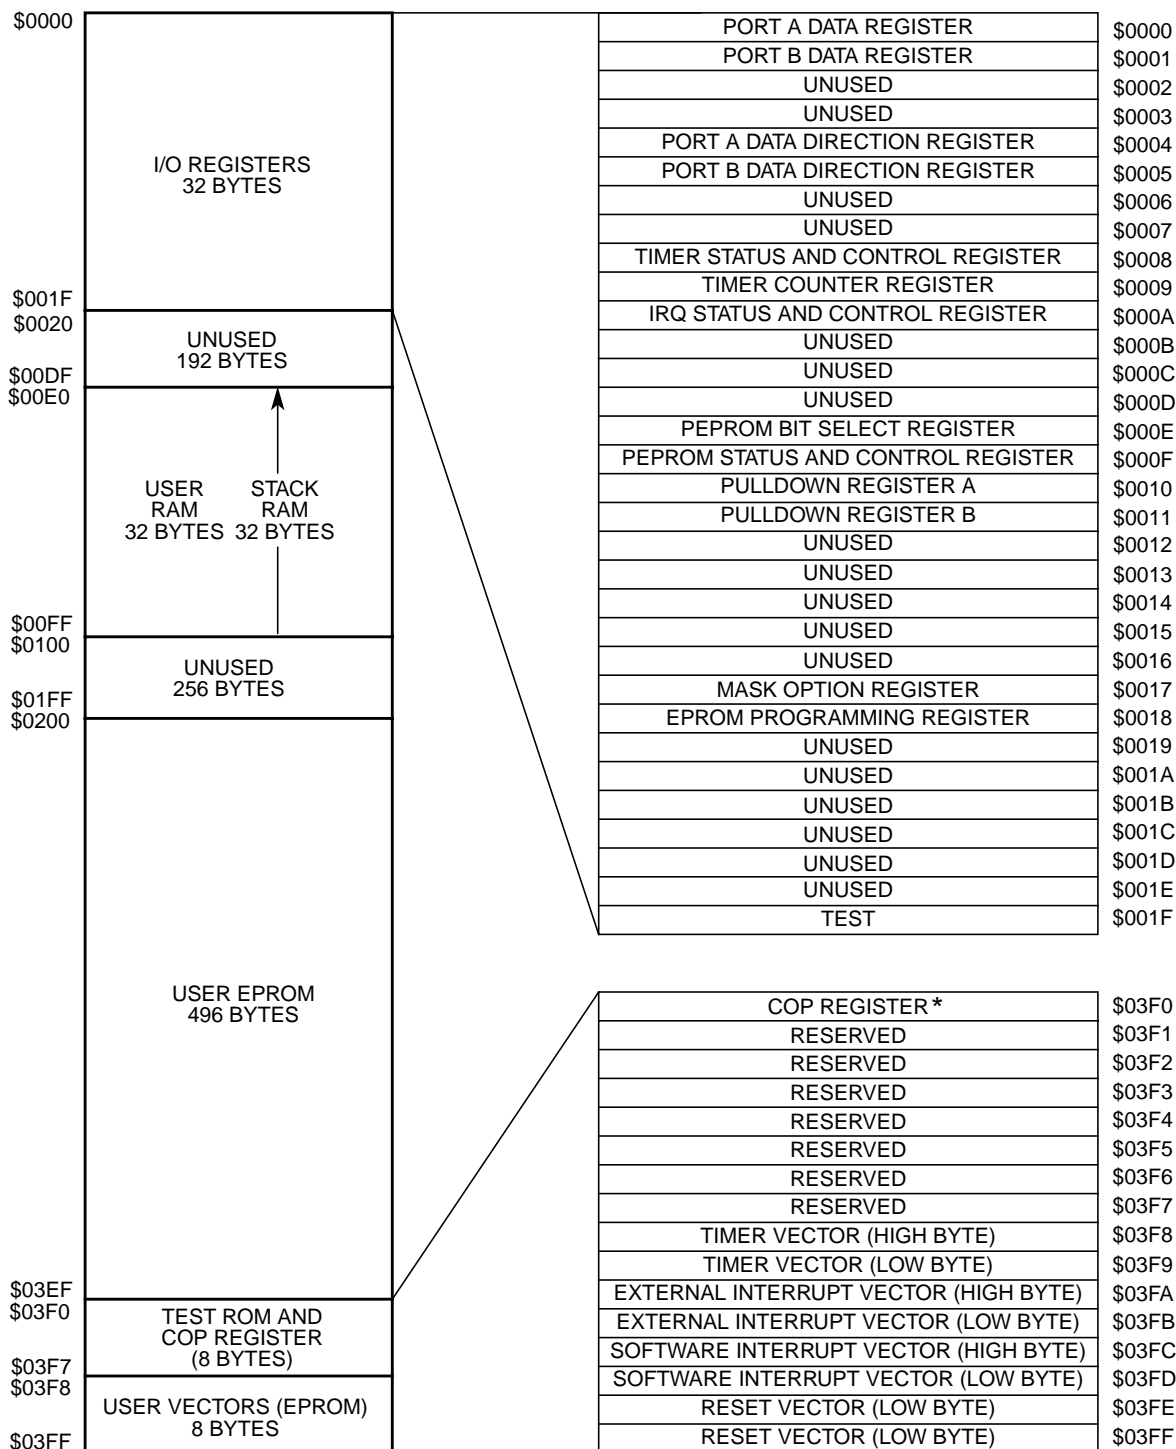 $0000
I/O REGISTERS
32 BYTES
$001F
$0020
UNUSED
192 BYTES
$00DF
$00E0
USER
RAM
32 BYTES
STACK
RAM
32 BYTES
$00FF
$0100
UNUSED
256 BYTES
$01FF
$0200
USER EPROM
496 BYTES
$03EF
$03F0
TEST ROM AND
COP REGISTER
(8 BYTES)
$03F7
$03F8
USER VECTORS (EPROM)
8 BYTES
$03FF
PORT A DATA REGISTER $0000
PORT B DATA REGISTER $0001
UNUSED $0002
UNUSED $0003
PORT A DATA DIRECTION REGISTER $0004
PORT B DATA DIRECTION REGISTER $0005
UNUSED $0006
UNUSED $0007
TIMER STATUS AND CONTROL REGISTER $0008
TIMER COUNTER REGISTER $0009
IRQ STATUS AND CONTROL REGISTER $000A
UNUSED $000B
UNUSED $000C
UNUSED $000D
PEPROM BIT SELECT REGISTER $000E
PEPROM STATUS AND CONTROL REGISTER $000F
PULLDOWN REGISTER A $0010
PULLDOWN REGISTER B $0011
UNUSED $0012
UNUSED $0013
UNUSED $0014
UNUSED $0015
UNUSED $0016
MASK OPTION REGISTER $0017
EPROM PROGRAMMING REGISTER $0018
UNUSED $0019
UNUSED $001A
UNUSED $001B
UNUSED $001C
UNUSED $001D
UNUSED $001E
TEST $001F
COP REGISTER* $03F0
RESERVED $03F1
RESERVED $03F2
RESERVED $03F3
RESERVED $03F4
RESERVED $03F5
RESERVED $03F6
RESERVED $03F7
TIMER VECTOR (HIGH BYTE) $03F8
TIMER VECTOR (LOW BYTE) $03F9
EXTERNAL INTERRUPT VECTOR (HIGH BYTE) $03FA
EXTERNAL INTERRUPT VECTOR (LOW BYTE) $03FB
SOFTWARE INTERRUPT VECTOR (HIGH BYTE) $03FC
SOFTWARE INTERRUPT VECTOR (LOW BYTE) $03FD
RESET VECTOR (LOW BYTE) $03FE
RESET VECTOR (LOW BYTE) $03FF